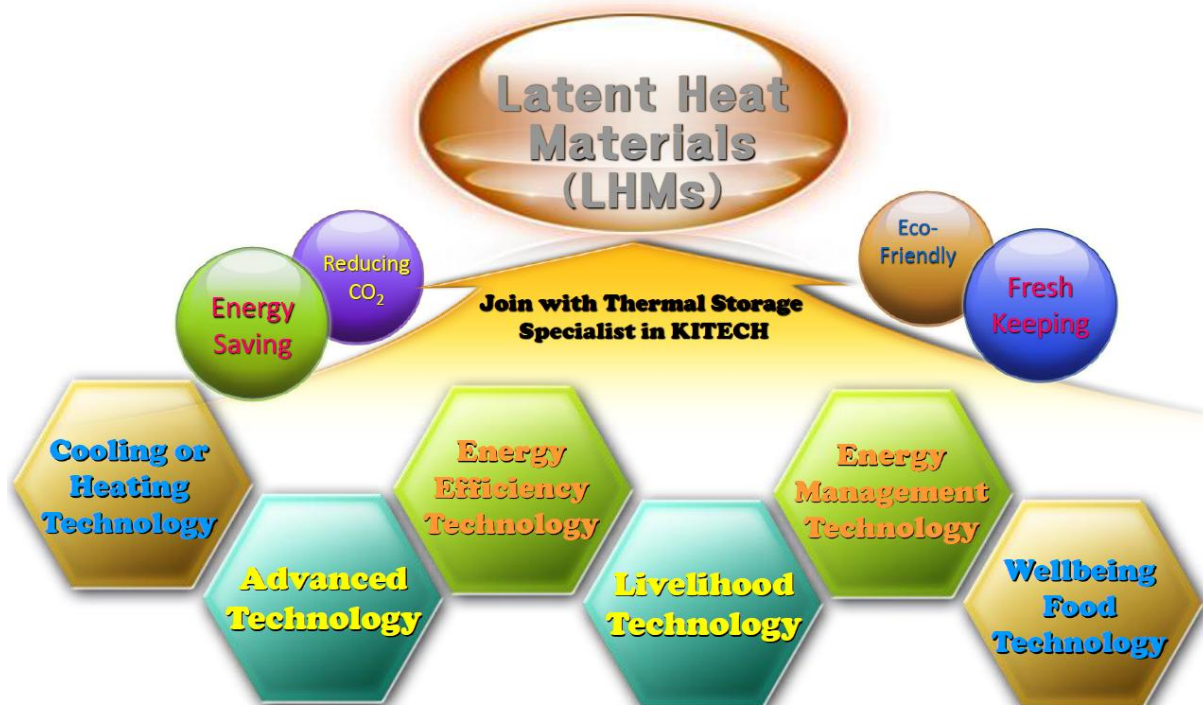 Latent Heat
Materials
(LHMs)
Reducing
CO₂
Energy
Saving
Eco-
Friendly
Fresh
Keeping
Join with Thermal Storage
Specialist in KITECH
Cooling or
Heating
Technology
Energy
Efficiency
Technology
Energy
Management
Technology
Advanced
Technology
Livelihood
Technology
Wellbeing
Food
Technology